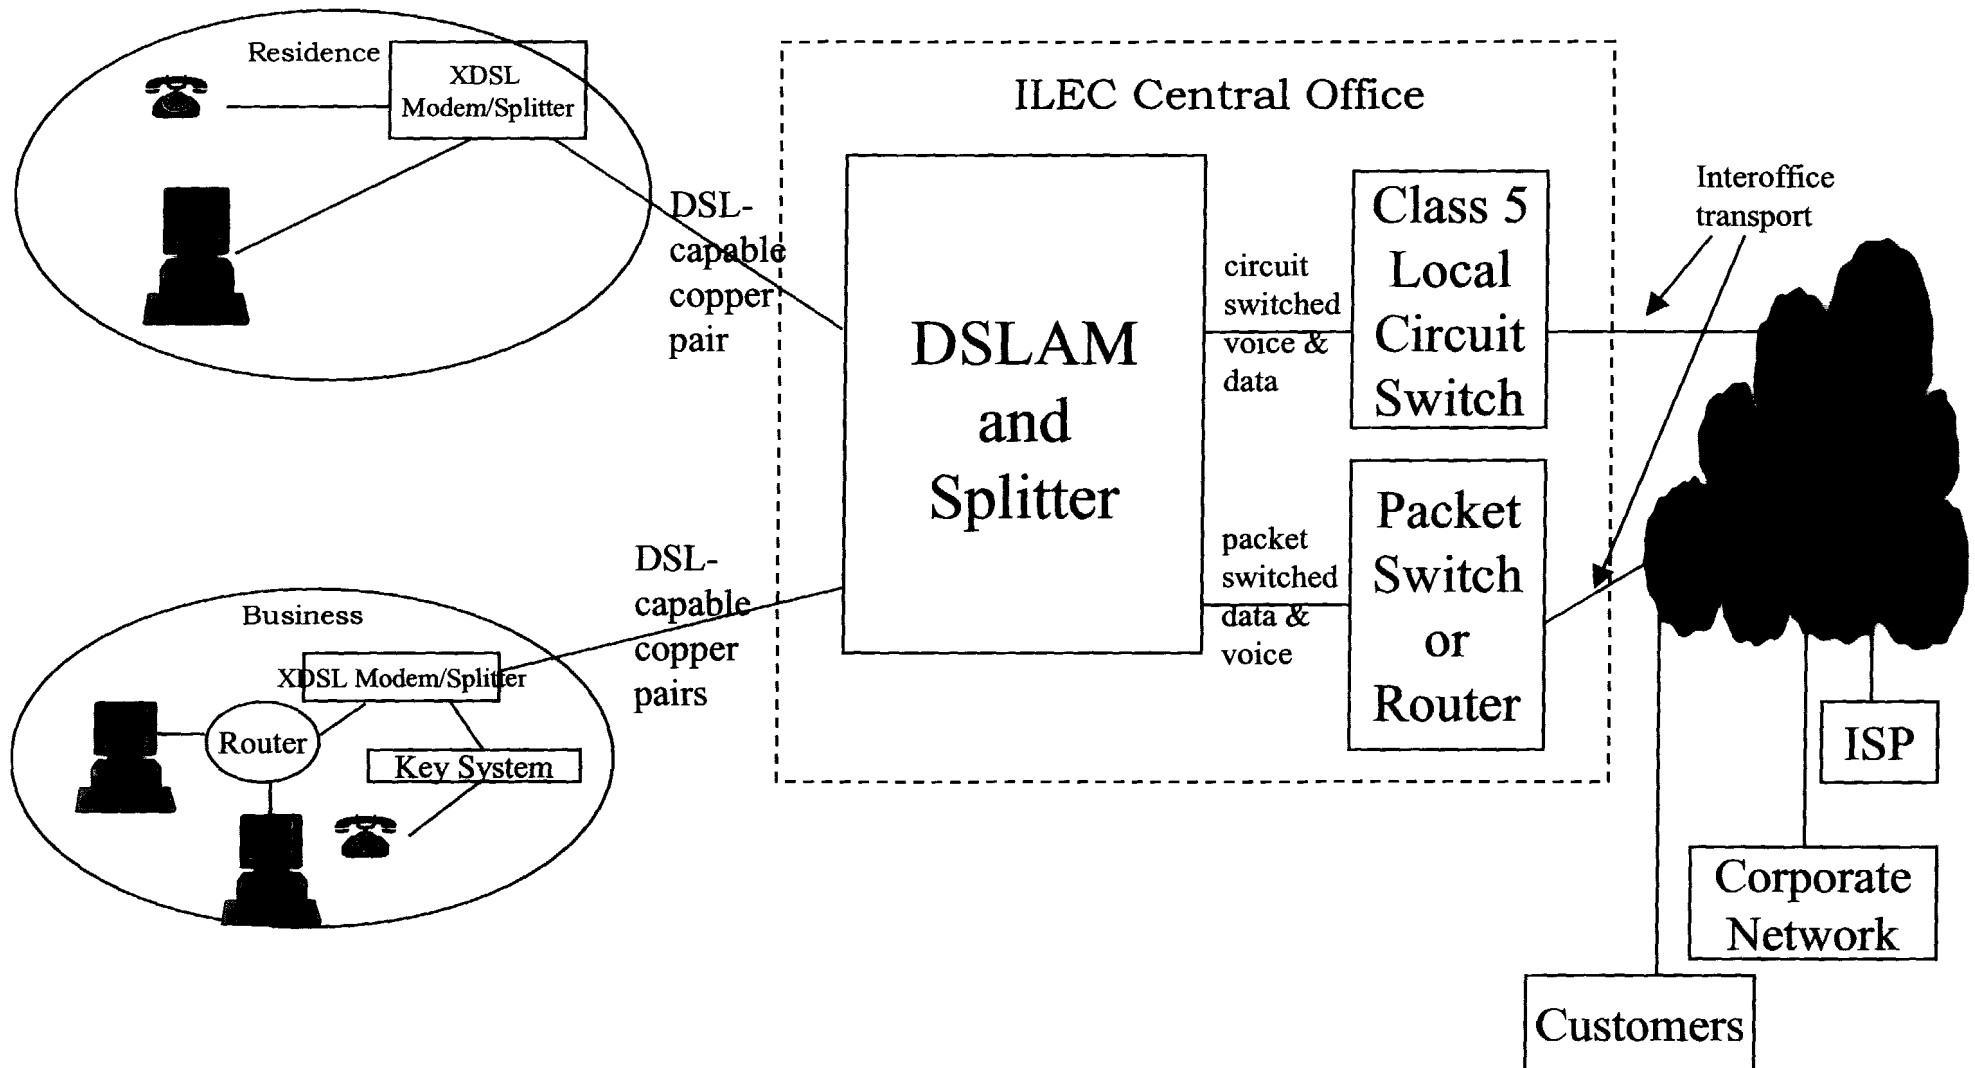 Residence
XDSL
Modem/Splitter
ILEC Central Office
DSL-
capable
copper
pair
DSLAM
and
Splitter
circuit
switched
voice &
data
Class 5
Local
Circuit
Switch
Interoffice
transport
Business
XDSL Modem/Splitter
Router
Key System
DSL-
capable
copper
pairs
packet
switched
data &
voice
Packet
Switch
or
Router
ISP
Corporate
Network
Customers